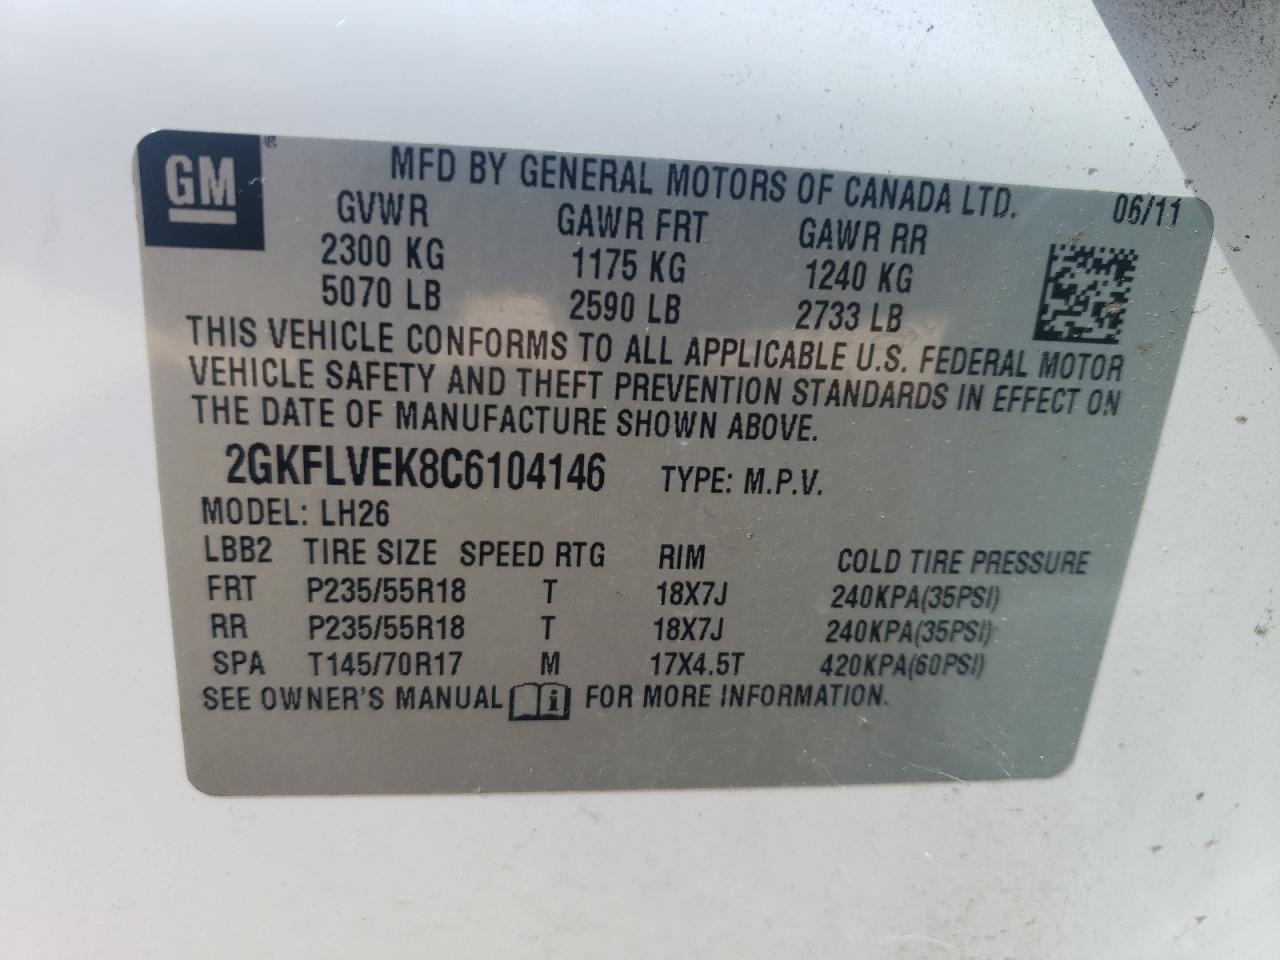 GM
MFD BY GENERAL MOTORS OF CANADA LTD. 06/11
GVWR GAWR FRT GAWR RR
2300 KG 1175 KG 1240 KG
5070 LB 2590 LB 2733 LB
THIS VEHICLE CONFORMS TO ALL APPLICABLE U.S. FEDERAL MOTOR
VEHICLE SAFETY AND THEFT PREVENTION STANDARDS IN EFFECT ON
THE DATE OF MANUFACTURE SHOWN ABOVE.
2GKFLVEK8C6104146 TYPE: M.P.V.
MODEL: LH26
LBB2 TIRE SIZE SPEED RTG RIM COLD TIRE PRESSURE
FRT P235/55R18 T 18X7J 240KPA(35PSI)
RR P235/55R18 T 18X7J 240KPA(35PSI)
SPA T145/70R17 M 17X4.5T 420KPA(60PSI)
SEE OWNER'S MANUAL i FOR MORE INFORMATION.